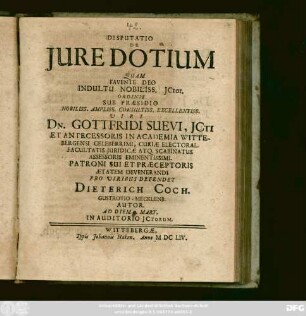 DISPUTATIO
DE
JURE DOTIUM
QUAM
FAVENTE DEO
INDULTU NOBILISS. JCtor.
ORDINIS
SUB PRÆSIDIO
NOBILISS. AMPLISS. CONSULTISS. EXCELLENTISS.
VIRI
DN. GOTTFRIDI SUEVI, JCTI
ET ANTECESSORIS IN ACADEMIA WITTE-
BERGENSI CELEBERRIMI, CURIÆ ELECTORAL.
FACULTATIS JURIDICÆ ATQ. SCABINATUS
ASSESSORIS EMINENTISSIMI.
PATRONI SUI ET PRÆCEPTORIS
ÆTATEM DEVENERANDI
PRO VIRIBUS DEFENDET
DIETERICH COCH.
GUSTROVIO-MECKLENB.
AUTOR.
AD DIEM MART.
IN AUDITORIO JCTORUM.
WITTEBERGÆ,
Typis Johannis Hakeni, Anno M DC LIV.